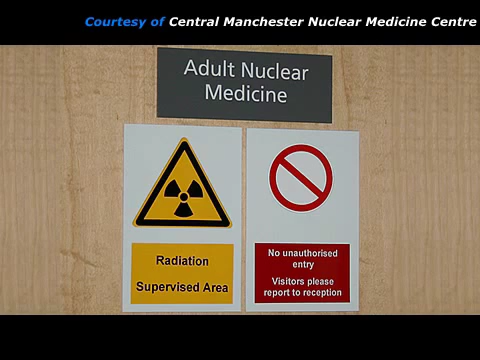 Courtesy of Central Manchester Nuclear Medicine Centre
Adult Nuclear
Medicine
Radiation
Supervised Area
No unauthorised
entry
Visitors please
report to reception